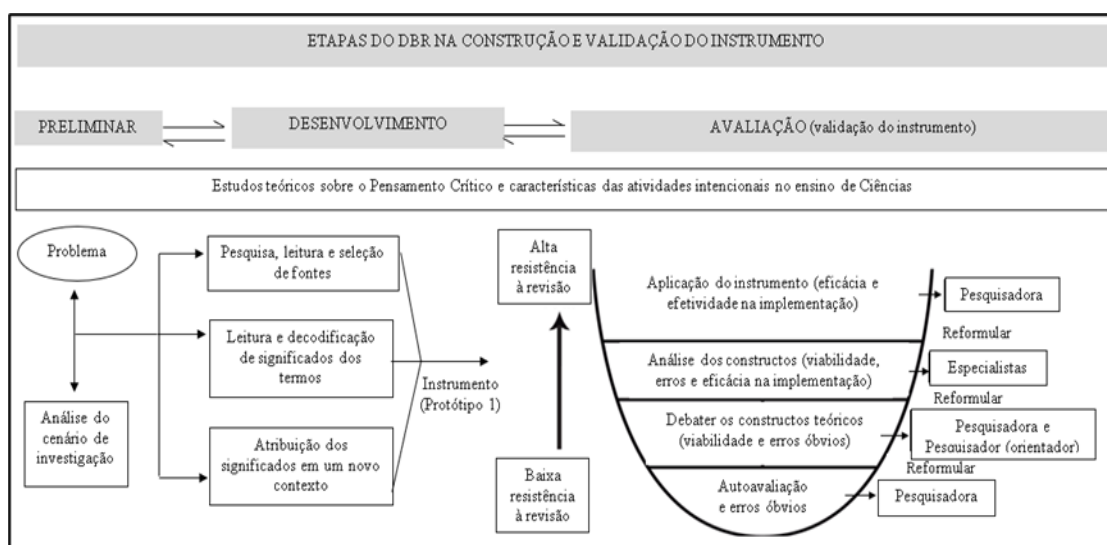 ETAPAS DO DBR NA CONSTRUÇÃO E VALIDAÇÃO DO INSTRUMENTO
PRELIMINAR
DESENVOLVIMENTO
AVALIAÇÃO (validação do instrumento)
Estudos teóricos sobre o Pensamento Crítico e características das atividades intencionais no ensino de Ciências
Problema
Análise do
cenário de
investigação
Pesquisa, leitura e seleção
de fontes
Leitura e decodificação
de significados dos
termos
Atribuição dos
significados em um novo
contexto
Instrumento
(Protótipo 1)
Alta
resistência
à revisão
Baixa
resistência
à revisão
Aplicação do instrumento (eficácia e
efetividade na implementação)
Pesquisadora
Reformular
Análise dos constructos (viabilidade,
erros e eficácia na implementação)
Especialistas
Reformular
Debater os constructos teóricos
(viabilidade e erros óbvios)
Pesquisadora e
Pesquisador (orientador)
Reformular
Autoavaliação
e erros óbvios
Pesquisadora